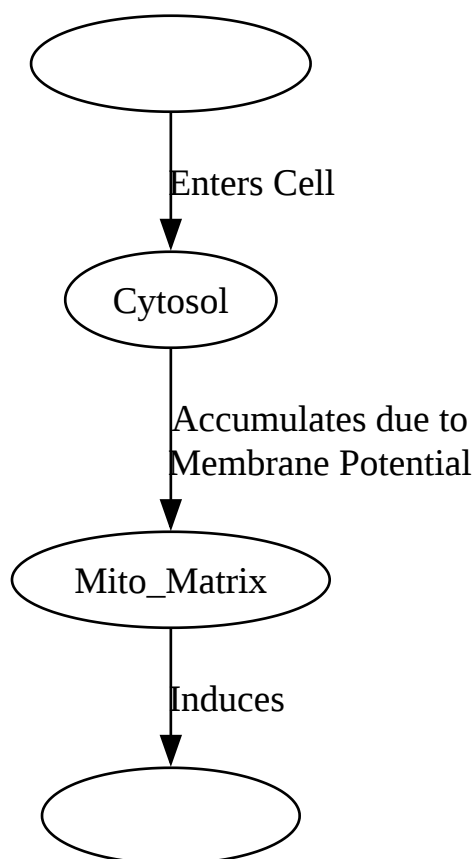 Enters Cell
Cytosol
Accumulates due to
Membrane Potential
Mito_Matrix
Induces